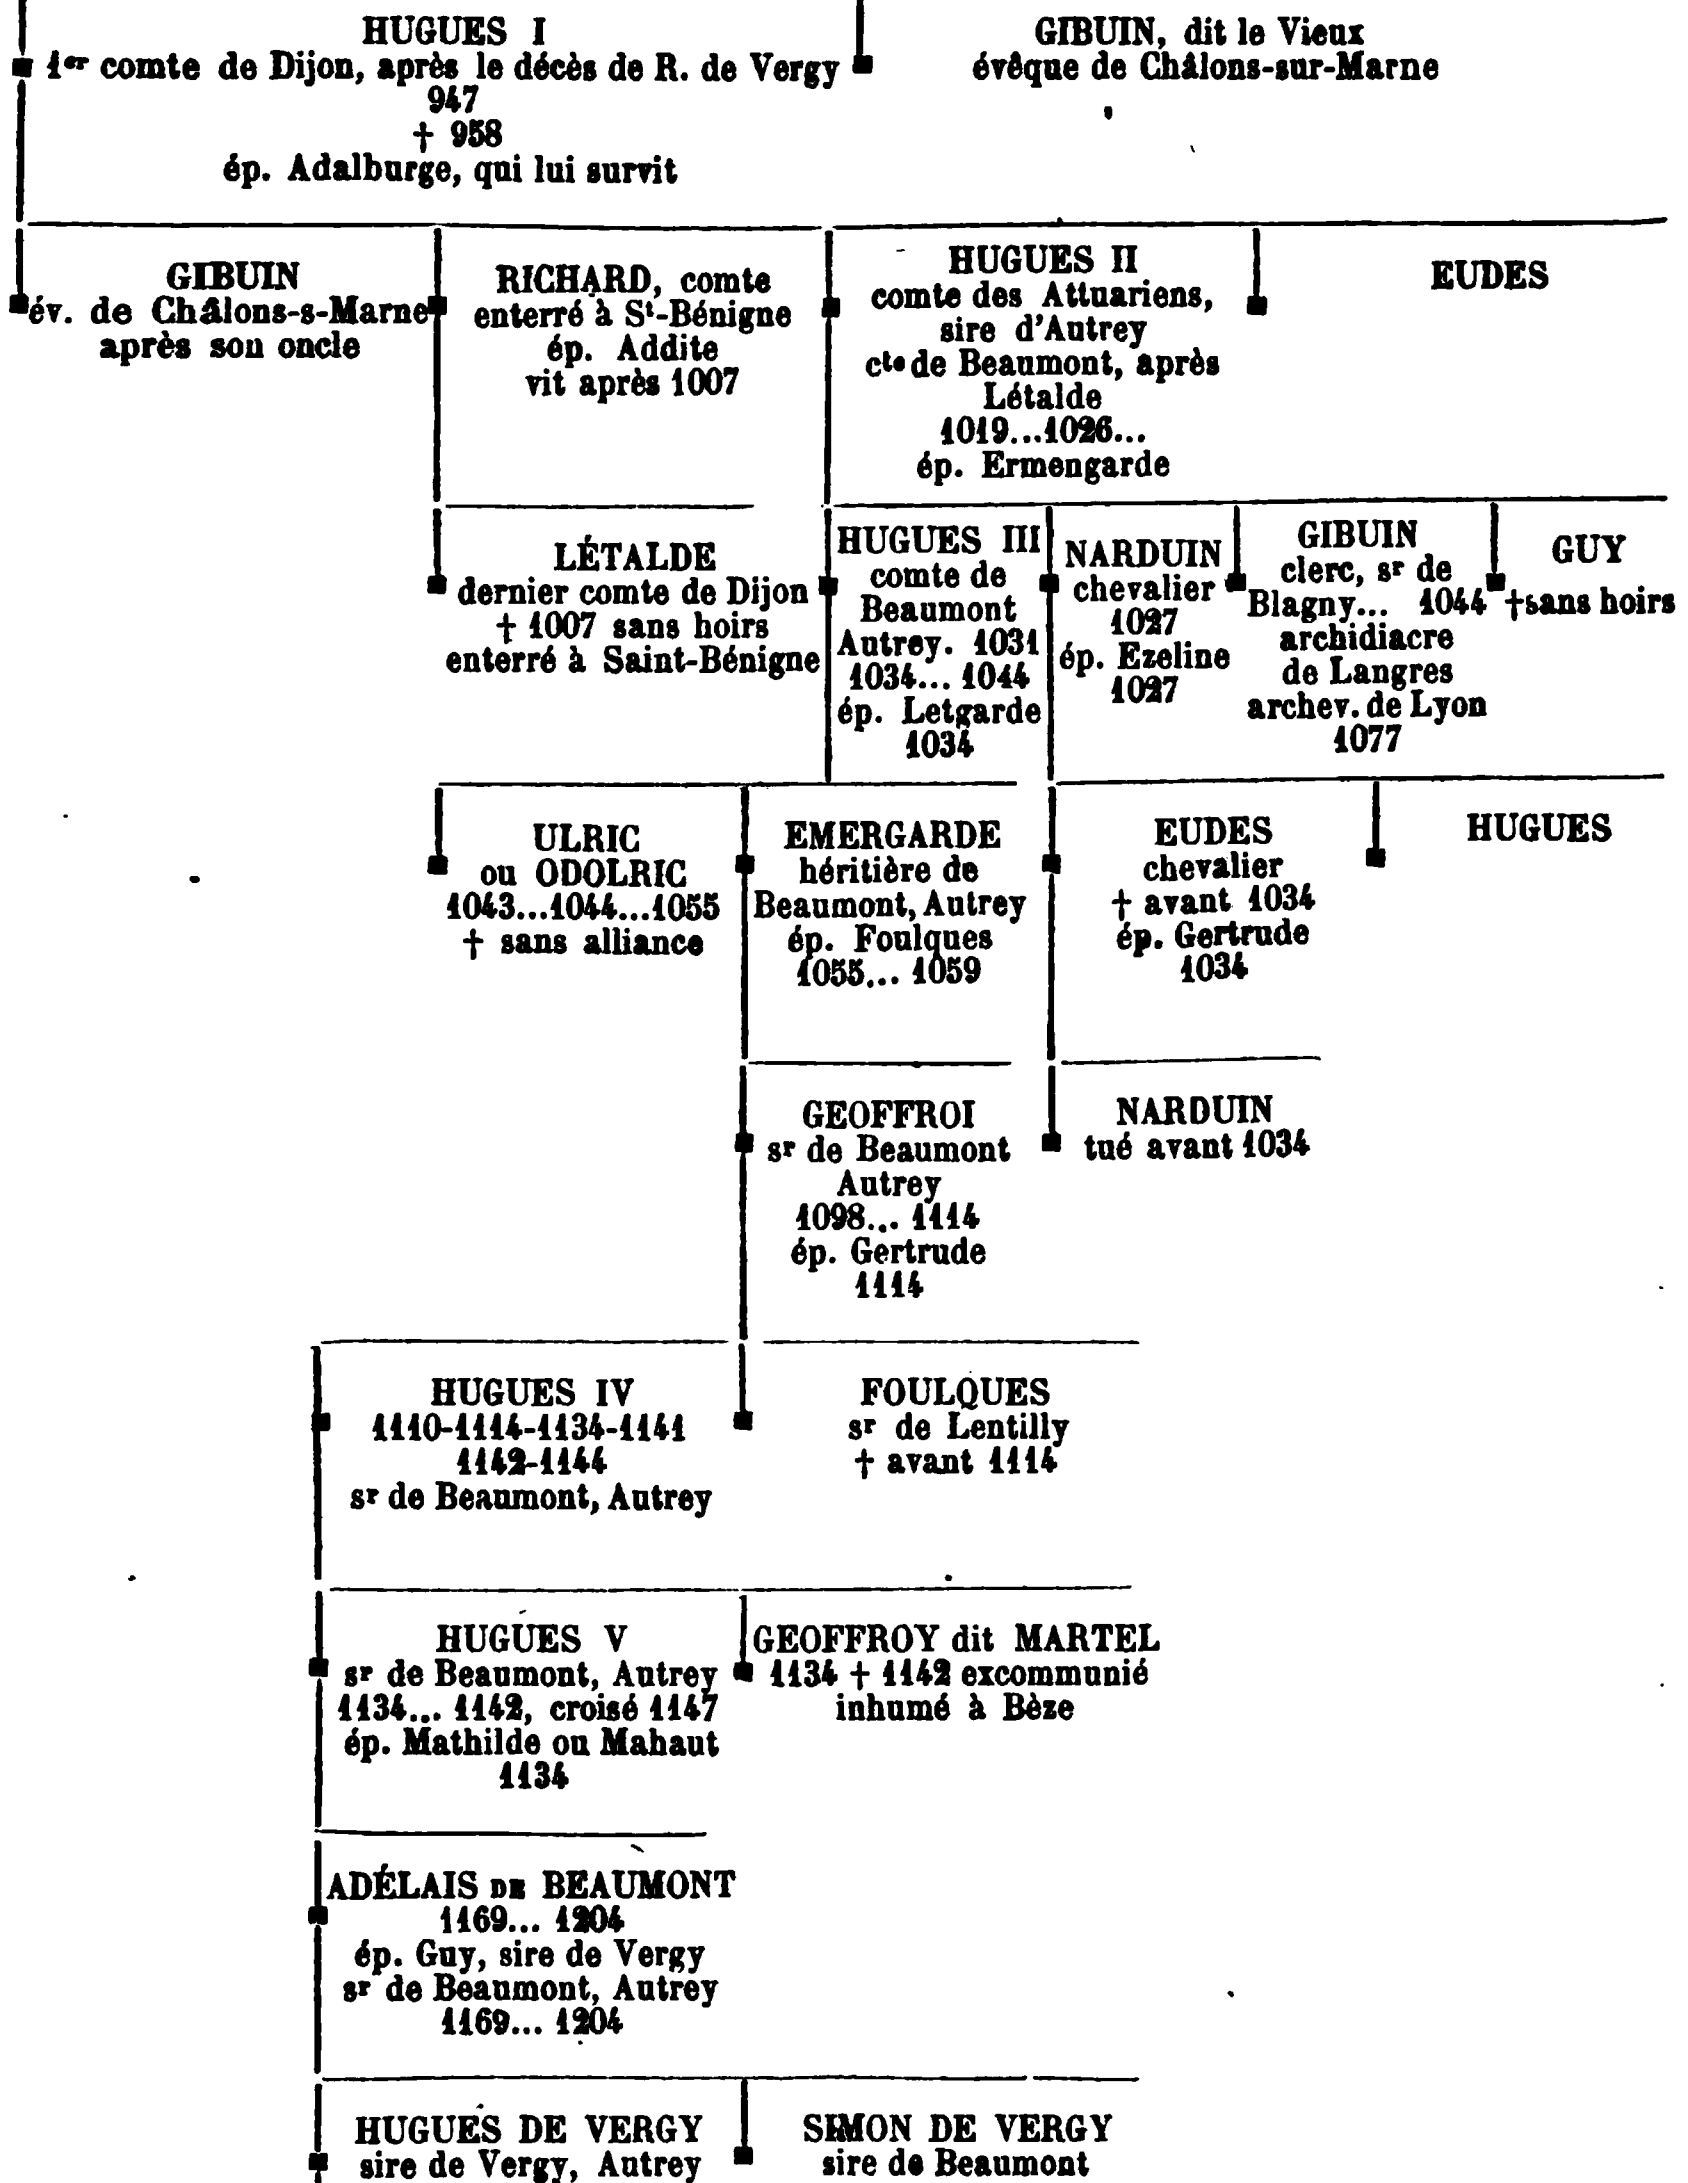 HUGUES I
1er comte de Dijon, après le décès de R. de Vergy
947
† 958
ép. Adalburge, qui lui survit
GIBUIN, dit le Vieux
évêque de Châlons-sur-Marne
GIBUIN
év. de Châlons-s-Marne
après son oncle
RICHARD, comte
enterré à St-Bénigne
ép. Addite
vit après 1007
HUGUES II
comte des Attuariens,
sire d'Autrey
cte de Beaumont, après
Létalde
1019...1026...
ép. Ermengarde
EUDES
LÉTALDE
dernier comte de Dijon
† 1007 sans hoirs
enterré à Saint-Bénigne
HUGUES III
comte de
Beaumont
Autrey. 1031
1034... 1044
ép. Letgarde
1034
NARDUIN
chevalier
1027
ép. Ezeline
1027
GIBUIN
clerc, sr de
Blagny... 1044
archidiacre
de Langres
archev. de Lyon
1077
GUY
†sans hoirs
ULRIC
ou ODOLRIC
1043...1044...1055
† sans alliance
EMERGARDE
héritière de
Beaumont, Autrey
ép. Foulques
1055... 1059
EUDES
chevalier
† avant 1034
ép. Gertrude
1034
HUGUES
GEOFFROI
sr de Beaumont
Autrey
1098... 1114
ép. Gertrude
1114
NARDUIN
tué avant 1034
HUGUES IV
1110-1114-1134-1141
1142-1144
sr de Beaumont, Autrey
FOULQUES
sr de Lentilly
† avant 1114
HUGUES V
sr de Beaumont, Autrey
1134... 1142, croisé 1147
ép. Mathilde ou Mahaut
1134
GEOFFROY dit MARTEL
1134 † 1142 excommunié
inhumé à Bèze
ADÉLAIS DE BEAUMONT
1169... 1204
ép. Guy, sire de Vergy
sr de Beaumont, Autrey
1169... 1204
HUGUES DE VERGY
sire de Vergy, Autrey
SIMON DE VERGY
sire de Beaumont